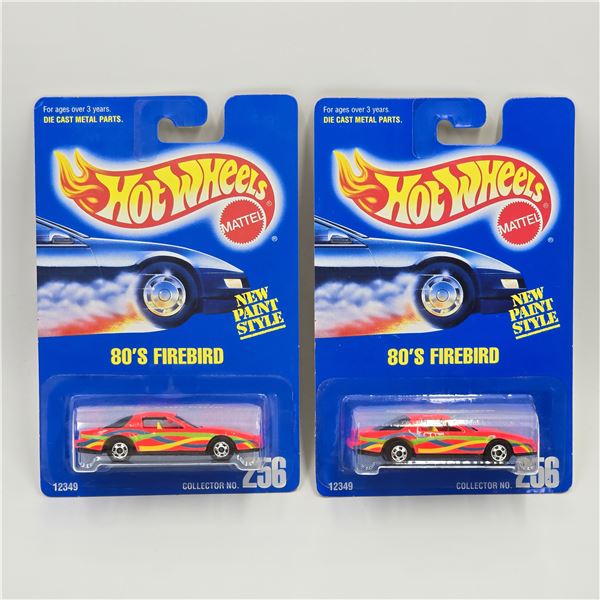 For ages over 3 years.
DIE CAST METAL PARTS.
HOT WHEELS
®
MATTEL
®
NEW
PAINT
STYLE
80'S FIREBIRD
12349
COLLECTOR NO. 256
For ages over 3 years.
DIE CAST METAL PARTS.
HOT WHEELS
®
MATTEL
®
NEW
PAINT
STYLE
80'S FIREBIRD
12349
COLLECTOR NO. 256